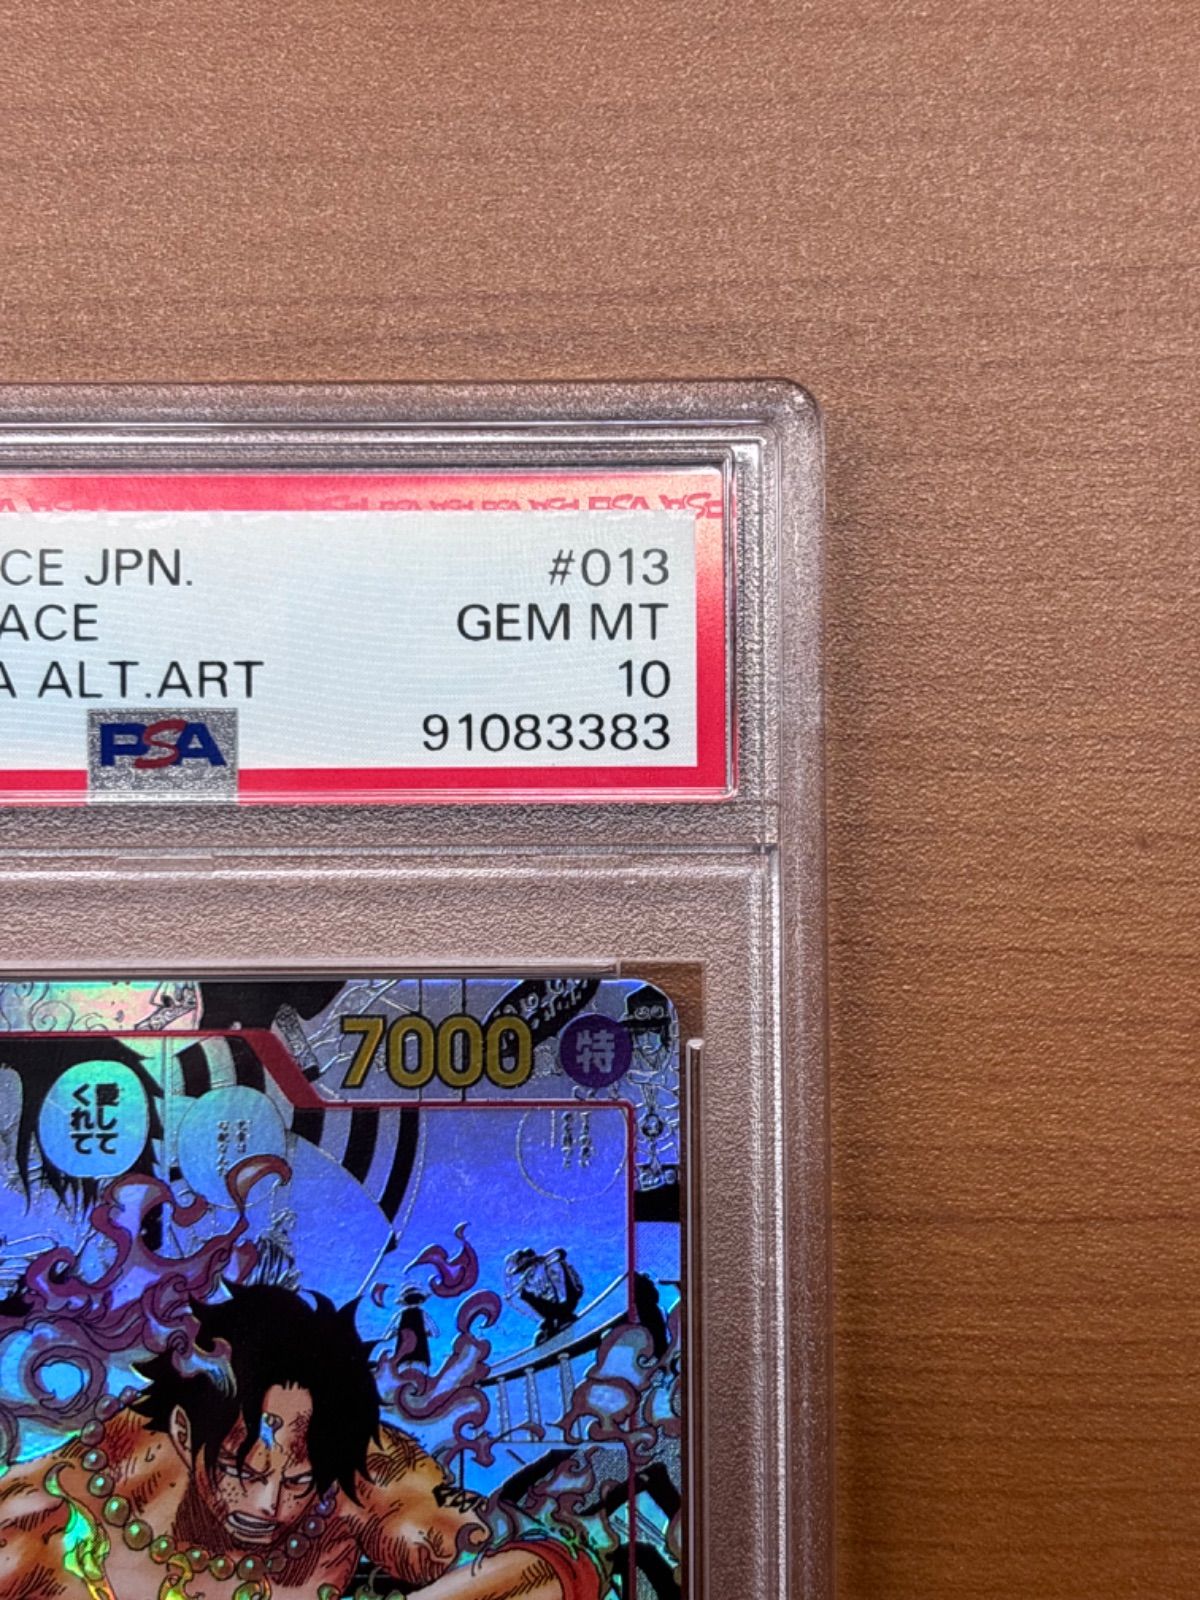 CE JPN. #013
ACE GEM MT
A ALT.ART 10
PSA 91083383
7000 特
愛して
くれて